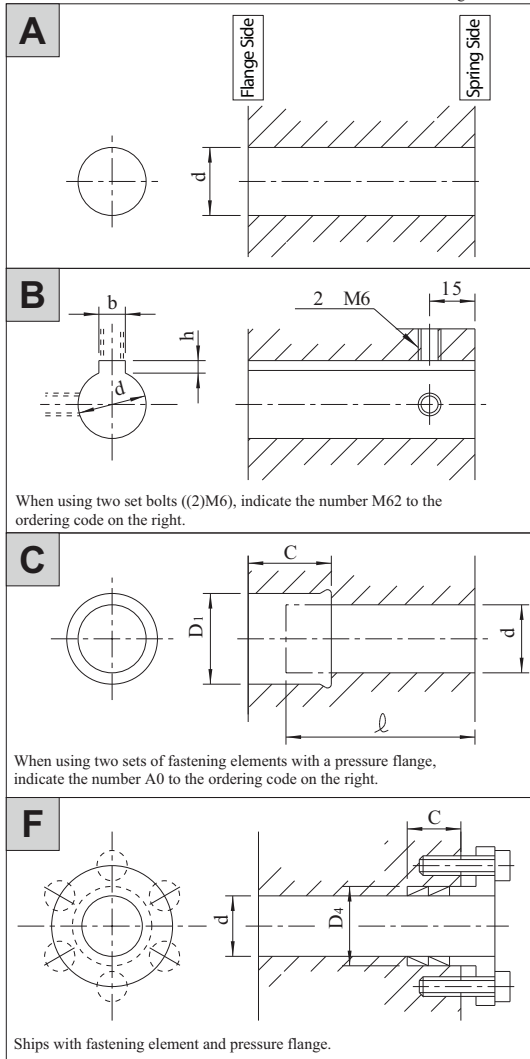 A
Flange Side
Spring Side
d
B
b
h
d
2 M6
15
When using two set bolts ((2)M6), indicate the number M62 to the
ordering code on the right.
C
C
D1
d
ℓ
When using two sets of fastening elements with a pressure flange,
indicate the number A0 to the ordering code on the right.
F
C
d
D4
Ships with fastening element and pressure flange.